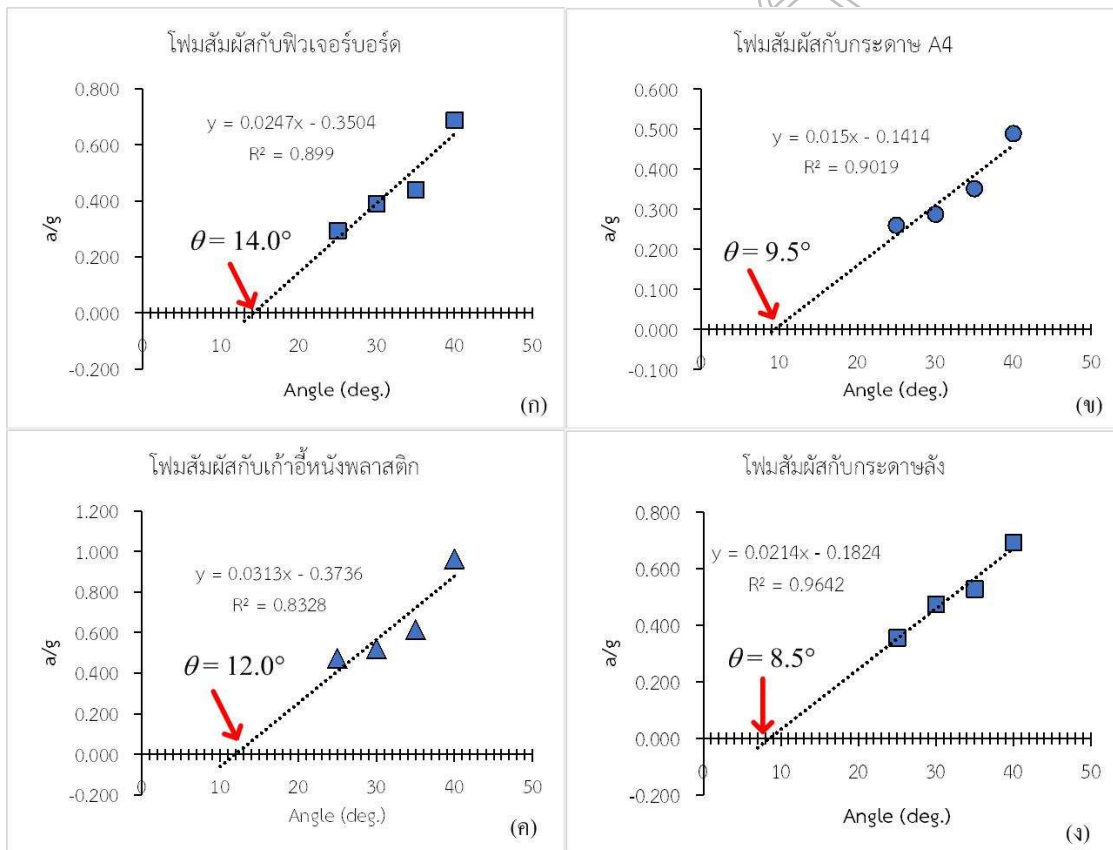 โฟมสัมผัสกับฟิวเจอร์บอร์ด
0.800
0.600
0.400
0.200
0.000
-0.200
a/g
y = 0.0247x - 0.3504
R² = 0.899
θ = 14.0°
0 10 20 30 40 50
Angle (deg.)
(ก)
โฟมสัมผัสกับกระดาษ A4
0.600
0.500
0.400
0.300
0.200
0.100
0.000
-0.100
a/g
y = 0.015x - 0.1414
R² = 0.9019
θ = 9.5°
0 10 20 30 40 50
Angle (deg.)
(ข)
โฟมสัมผัสกับเก้าอี้หนังพลาสติก
1.200
1.000
0.800
0.600
0.400
0.200
0.000
-0.200
a/g
y = 0.0313x - 0.3736
R² = 0.8328
θ = 12.0°
0 10 20 30 40 50
Angle (deg.)
(ค)
โฟมสัมผัสกับกระดาษลัง
0.800
0.600
0.400
0.200
0.000
-0.200
a/g
y = 0.0214x - 0.1824
R² = 0.9642
θ = 8.5°
0 10 20 30 40 50
Angle (deg.)
(ง)